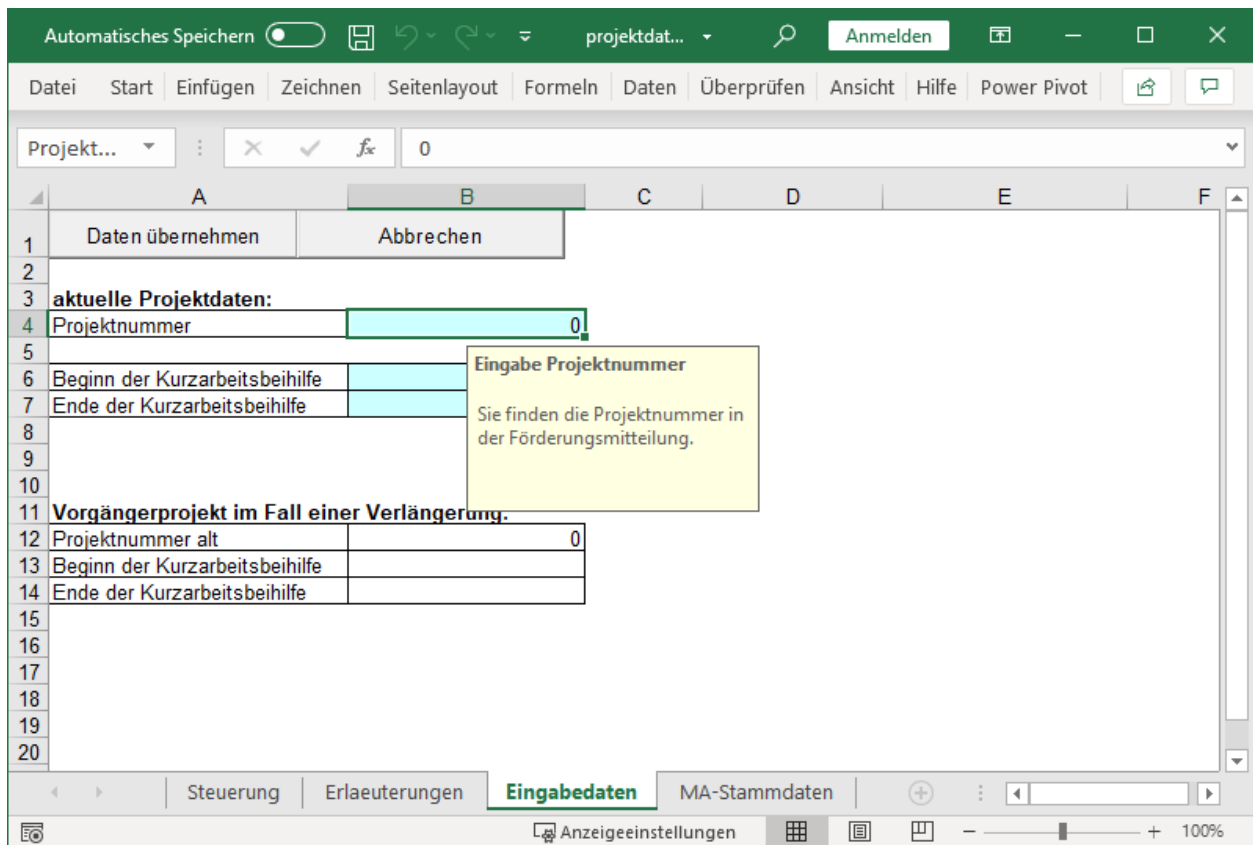 Automatisches Speichern projektdat... Anmelden
Datei Start Einfügen Zeichnen Seitenlayout Formeln Daten Überprüfen Ansicht Hilfe Power Pivot
Projekt... fx 0
A B C D E F
1 Daten übernehmen Abbrechen
2
3 aktuelle Projektdaten:
4 Projektnummer 0
5
Eingabe Projektnummer
6 Beginn der Kurzarbeitsbeihilfe
7 Ende der Kurzarbeitsbeihilfe
Sie finden die Projektnummer in
der Förderungsmitteilung.
8
9
10
11 Vorgängerprojekt im Fall einer Verlängerung:
12 Projektnummer alt 0
13 Beginn der Kurzarbeitsbeihilfe
14 Ende der Kurzarbeitsbeihilfe
15
16
17
18
19
20
Steuerung Erlaeuterungen Eingabedaten MA-Stammdaten
Anzeigeeinstellungen 100%